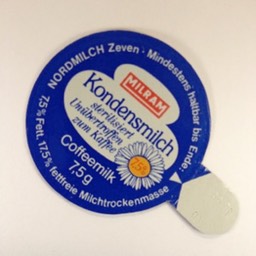 NORDMILCH Zeven · Mindestens haltbar bis Ende:
MILRAM
Kondensmilch
sterilisiert
Unübertroffen
zum Kaffee
Coffeemilk
7,5 g
7,5% Fett. 17,5% fettfreie Milchtrockenmasse